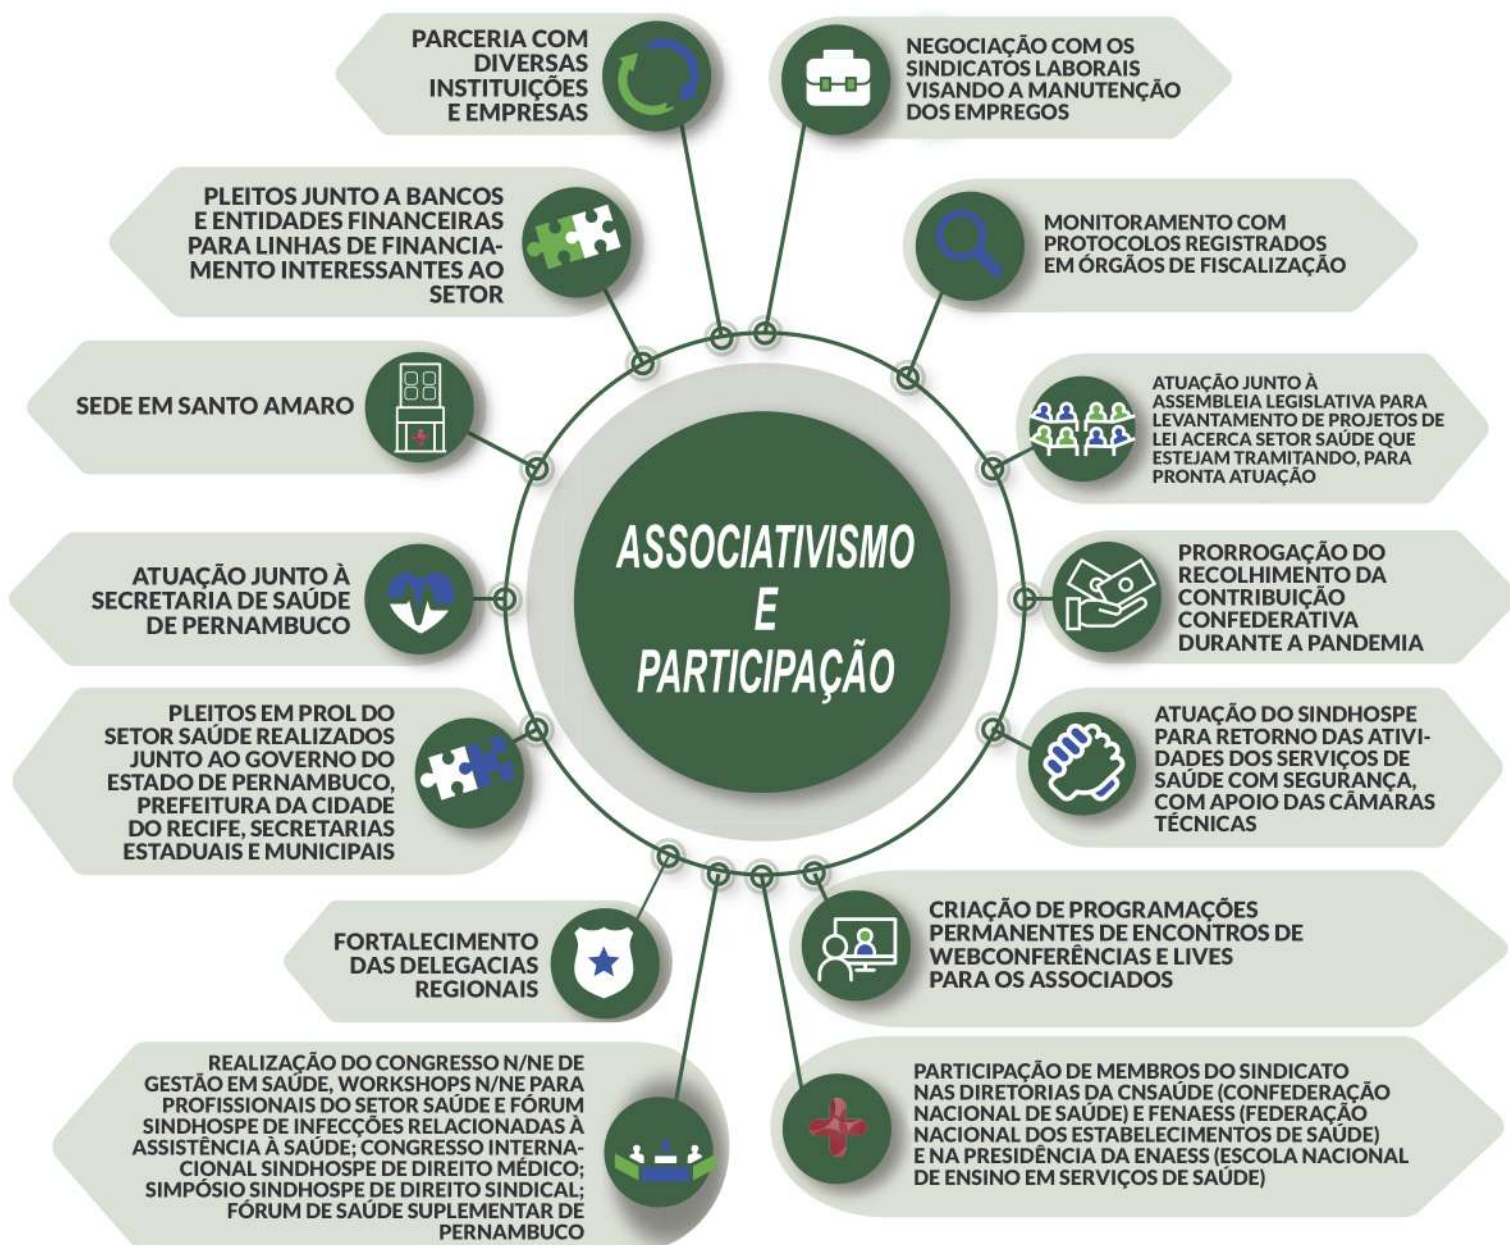 PARCERIA COM
DIVERSAS
INSTITUIÇÕES
E EMPRESAS
NEGOCIAÇÃO COM OS
SINDICATOS LABORAIS
VISANDO A MANUTENÇÃO
DOS EMPREGOS
PLEITOS JUNTO A BANCOS
E ENTIDADES FINANCEIRAS
PARA LINHAS DE FINANCIA-
MENTO INTERESSANTES AO
SETOR
MONITORAMENTO COM
PROTOCOLOS REGISTRADOS
EM ÓRGÃOS DE FISCALIZAÇÃO
SEDE EM SANTO AMARO
ATUAÇÃO JUNTO À
ASSEMBLEIA LEGISLATIVA PARA
LEVANTAMENTO DE PROJETOS DE
LEI ACERCA SETOR SAÚDE QUE
ESTEJAM TRAMITANDO, PARA
PRONTA ATUAÇÃO
ASSOCIATIVISMO
E
PARTICIPAÇÃO
ATUAÇÃO JUNTO À
SECRETARIA DE SAÚDE
DE PERNAMBUCO
PRORROGAÇÃO DO
RECOLHIMENTO DA
CONTRIBUIÇÃO
CONFEDERATIVA
DURANTE A PANDEMIA
PLEITOS EM PROL DO
SETOR SAÚDE REALIZADOS
JUNTO AO GOVERNO DO
ESTADO DE PERNAMBUCO,
PREFEITURA DA CIDADE
DO RECIFE, SECRETARIAS
ESTADUAIS E MUNICIPAIS
ATUAÇÃO DO SINDHOSPE
PARA RETORNO DAS ATIVI-
DADES DOS SERVIÇOS DE
SAÚDE COM SEGURANÇA,
COM APOIO DAS CÂMARAS
TÉCNICAS
FORTALECIMENTO
DAS DELEGACIAS
REGIONAIS
CRIAÇÃO DE PROGRAMAÇÕES
PERMANENTES DE ENCONTROS DE
WEBCONFERÊNCIAS E LIVES
PARA OS ASSOCIADOS
REALIZAÇÃO DO CONGRESSO N/NE DE
GESTÃO EM SAÚDE, WORKSHOPS N/NE PARA
PROFISSIONAIS DO SETOR SAÚDE E FÓRUM
SINDHOSPE DE INFECÇÕES RELACIONADAS À
ASSISTÊNCIA À SAÚDE; CONGRESSO INTERNA-
CIONAL SINDHOSPE DE DIREITO MÉDICO;
SIMPÓSIO SINDHOSPE DE DIREITO SINDICAL;
FÓRUM DE SAÚDE SUPLEMENTAR DE
PERNAMBUCO
PARTICIPAÇÃO DE MEMBROS DO SINDICATO
NAS DIRETÓRIAS DA CNSAÚDE (CONFEDERAÇÃO
NACIONAL DE SAÚDE) E FENAESS (FEDERAÇÃO
NACIONAL DOS ESTABELECIMENTOS DE SAÚDE)
E NA PRESIDÊNCIA DA ENAESS (ESCOLA NACIONAL
DE ENSINO EM SERVIÇOS DE SAÚDE)